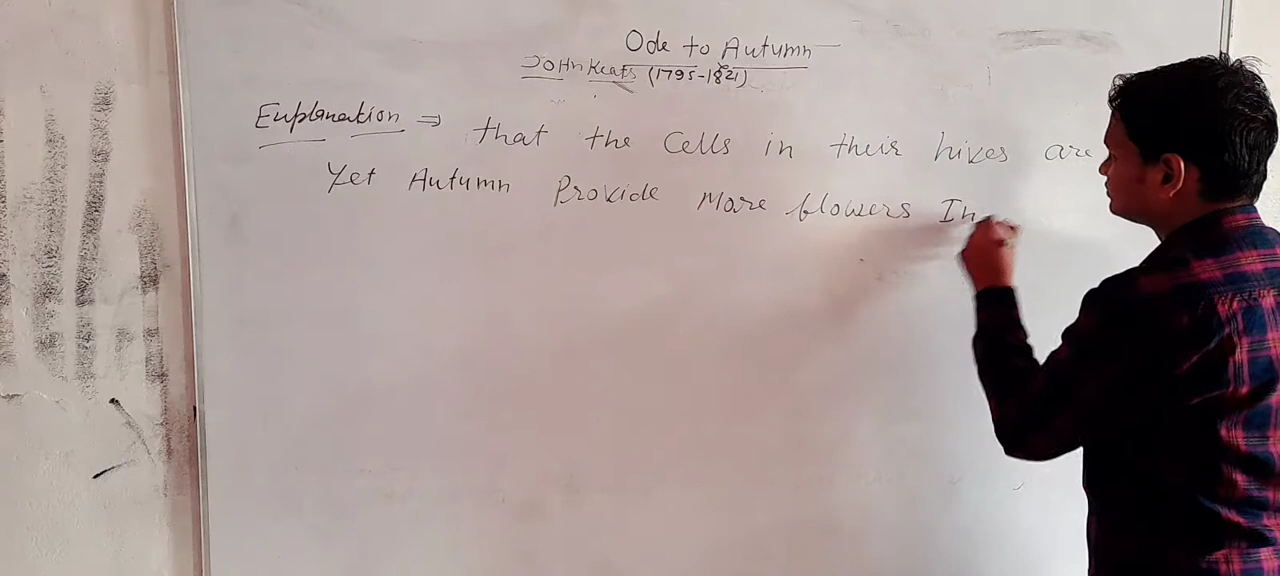 Ode to Autumn
JOHn Keats (1795-1821)
Explanation ⇒ that the Cells in their hives are
Yet Autumn Provide More flowers In